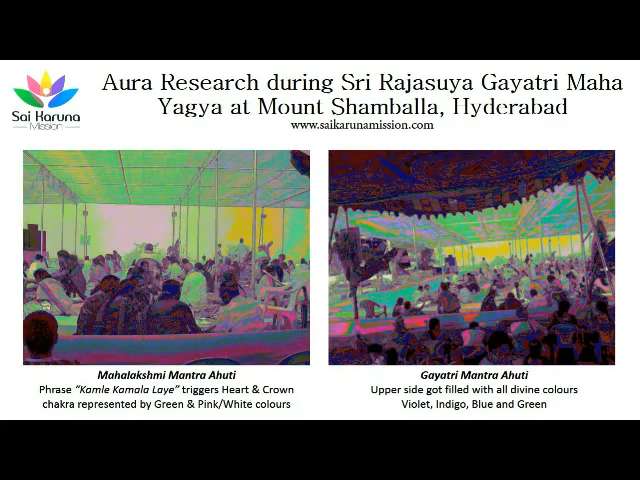 Aura Research during Sri Rajasuya Gayatri Maha
Yagya at Mount Shamballa, Hyderabad
www.saikarunamission.com
Sai Karuna
Mission
Mahalakshmi Mantra Ahuti
Phrase “Kamle Kamala Laye” triggers Heart & Crown
chakra represented by Green & Pink/White colours
Gayatri Mantra Ahuti
Upper side got filled with all divine colours
Violet, Indigo, Blue and Green